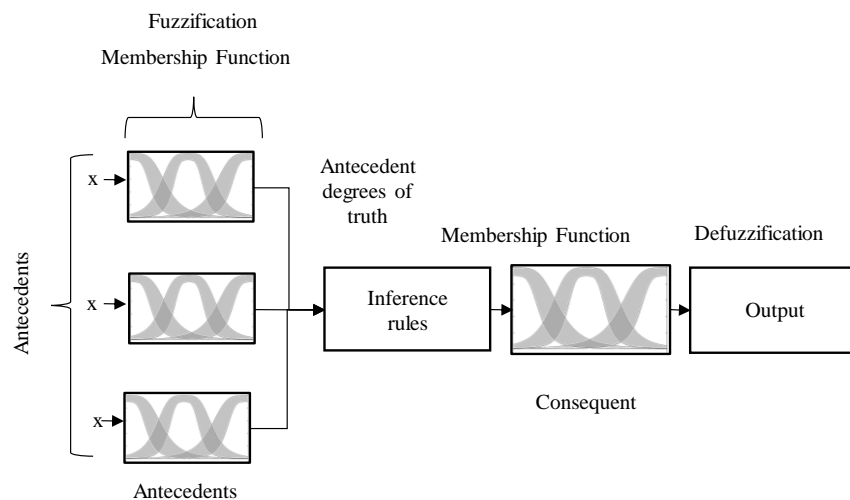 Fuzzification
Membership Function
Antecedents
x
x
x
Antecedents
Antecedent
degrees of
truth
Inference
rules
Membership Function
Consequent
Defuzzification
Output